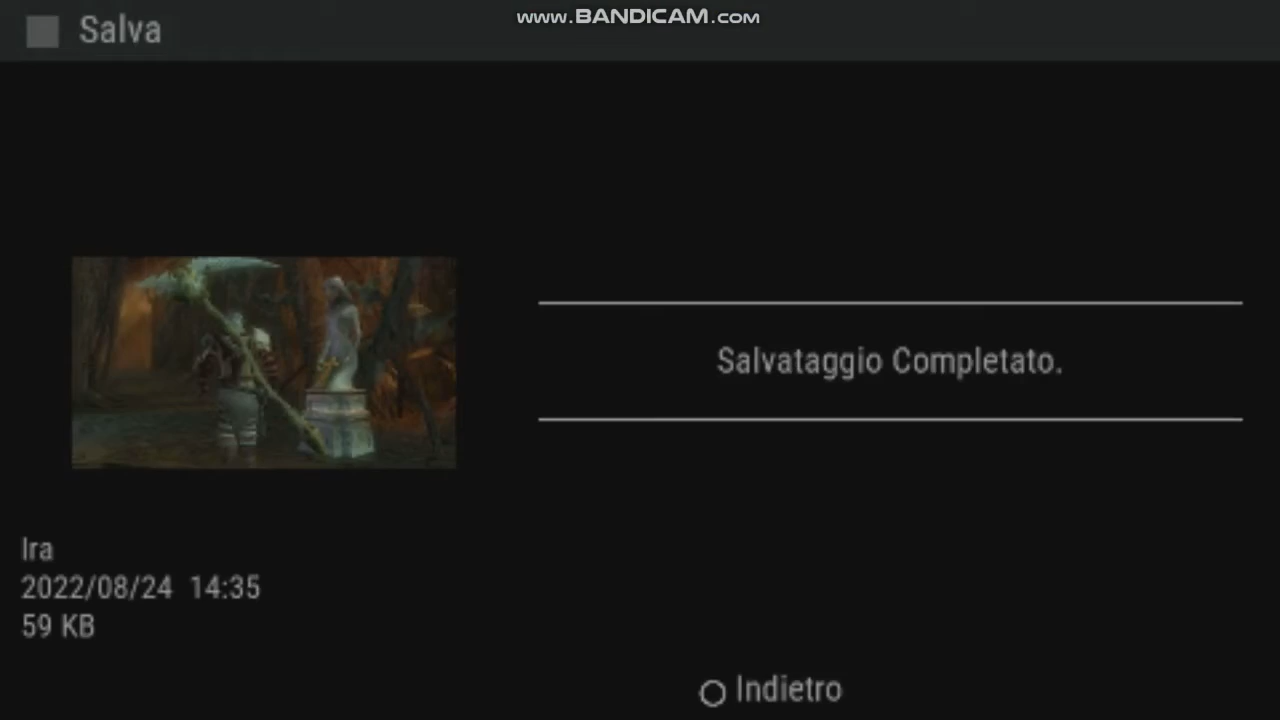 www.BANDICAM.com
Salva
Salvataggio Completato.
Ira
2022/08/24 14:35
59 KB
Indietro